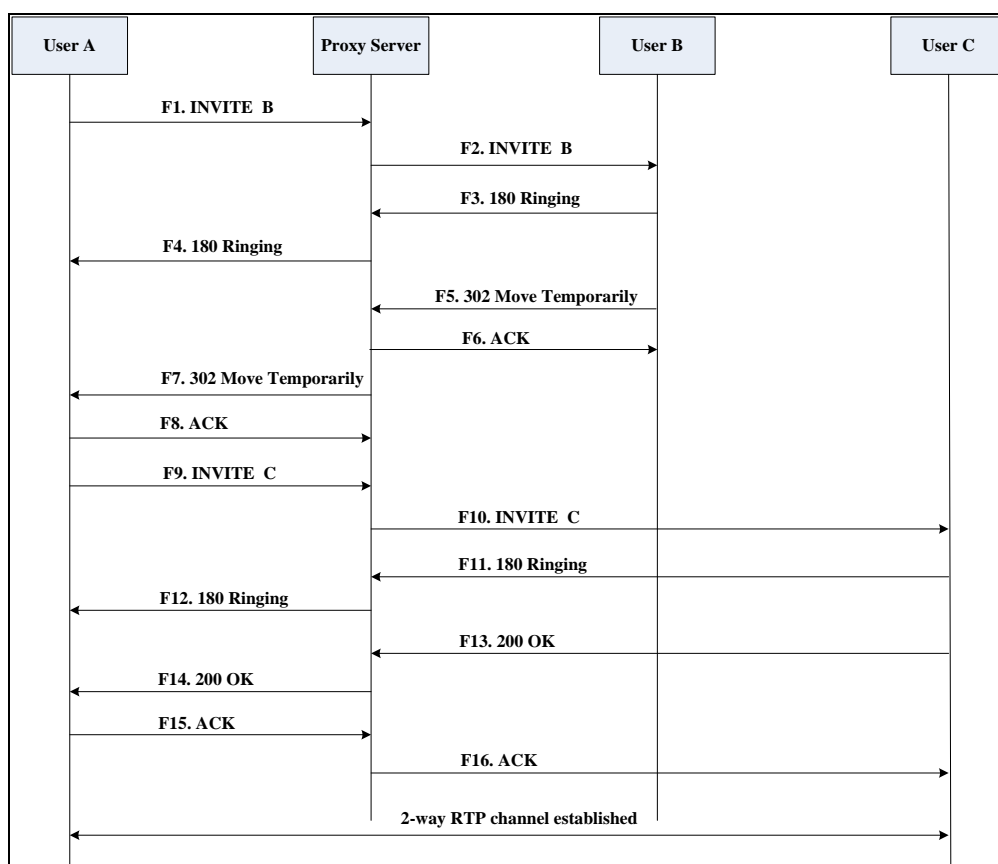 User A
Proxy Server
User B
User C
F1. INVITE B
F2. INVITE B
F3. 180 Ringing
F4. 180 Ringing
F5. 302 Move Temporarily
F6. ACK
F7. 302 Move Temporarily
F8. ACK
F9. INVITE C
F10. INVITE C
F11. 180 Ringing
F12. 180 Ringing
F13. 200 OK
F14. 200 OK
F15. ACK
F16. ACK
2-way RTP channel established